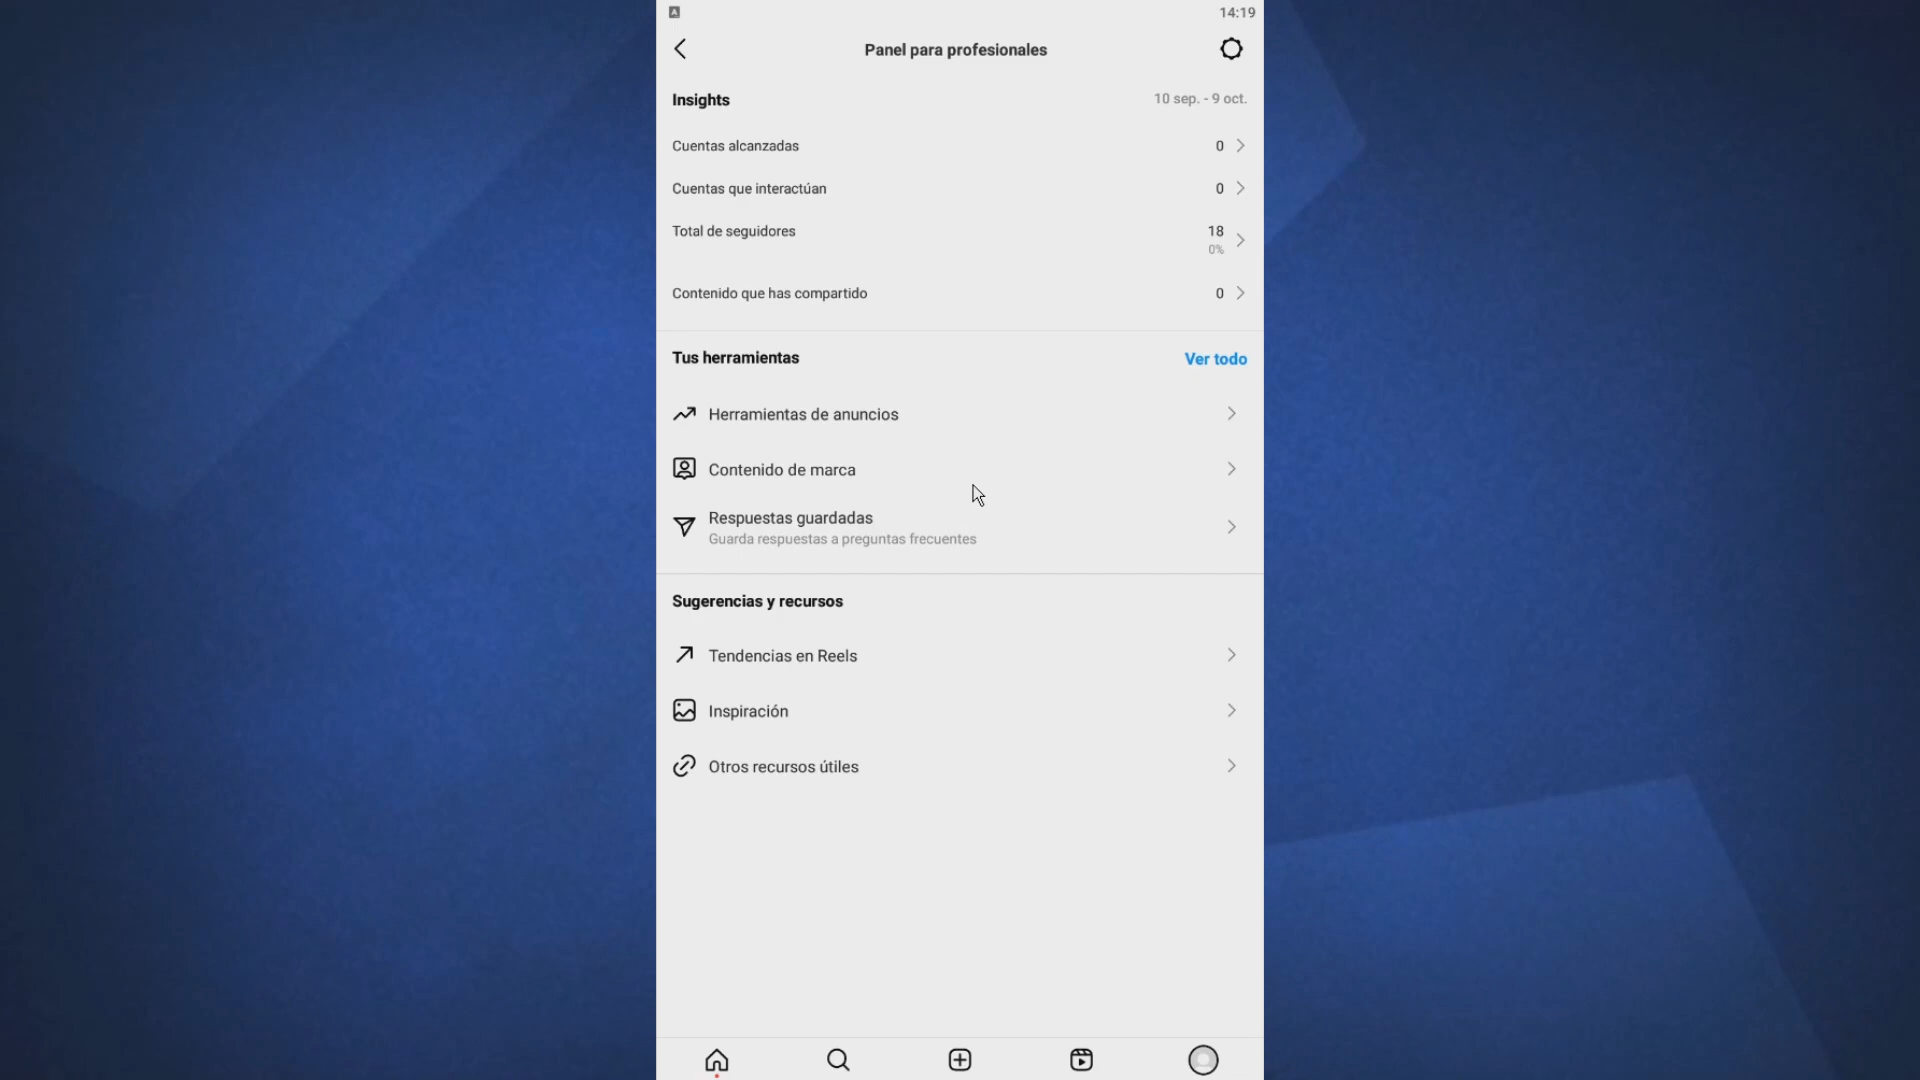 14:19
Panel para profesionales
Insights
10 sep. - 9 oct.
Cuentas alcanzadas
0
Cuentas que interactúan
0
Total de seguidores
18
0%
Contenido que has compartido
0
Tus herramientas
Ver todo
Herramientas de anuncios
Contenido de marca
Respuestas guardadas
Guarda respuestas a preguntas frecuentes
Sugerencias y recursos
Tendencias en Reels
Inspiración
Otros recursos útiles